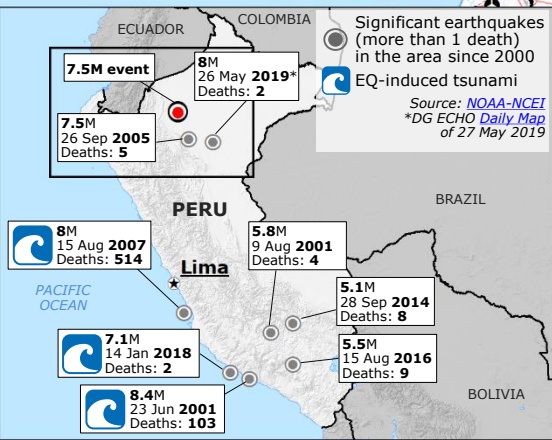 ECUADOR
COLOMBIA
Significant earthquakes
(more than 1 death)
in the area since 2000
EQ-induced tsunami
Source: NOAA-NCEI
*DG ECHO Daily Map
of 27 May 2019
7.5M event
8M
26 May 2019*
Deaths: 2
7.5M
26 Sep 2005
Deaths: 5
PERU
BRAZIL
8M
15 Aug 2007
Deaths: 514
5.8M
9 Aug 2001
Deaths: 4
Lima
PACIFIC
OCEAN
5.1M
28 Sep 2014
Deaths: 8
7.1M
14 Jan 2018
Deaths: 2
5.5M
15 Aug 2016
Deaths: 9
8.4M
23 Jun 2001
Deaths: 103
BOLIVIA